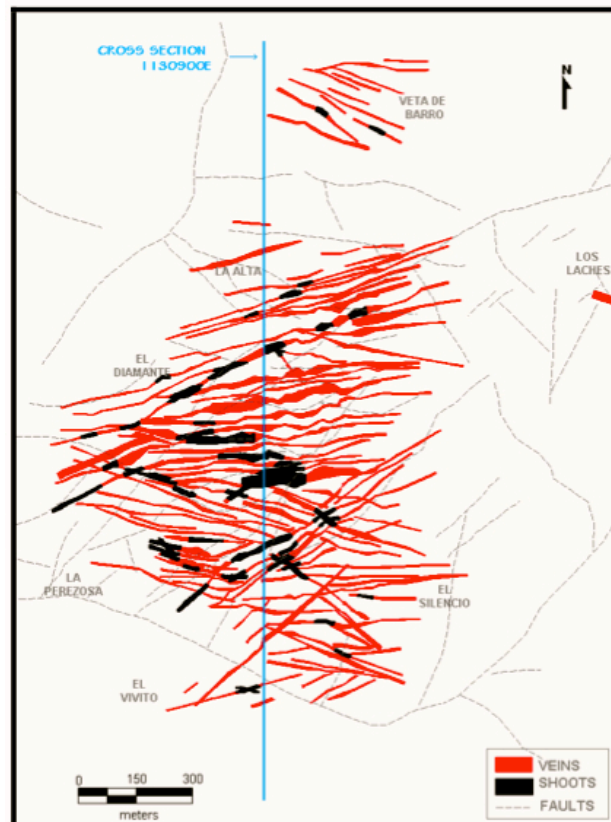 CROSS SECTION
1130900E
N
VETA DE
BARRO
LA ALTA
LOS
LACHES
EL
DIAMANTE
LA
PEREZOSA
EL
SILENCIO
EL
VIVITO
0 150 300
meters
VEINS
SHOOTS
FAULTS